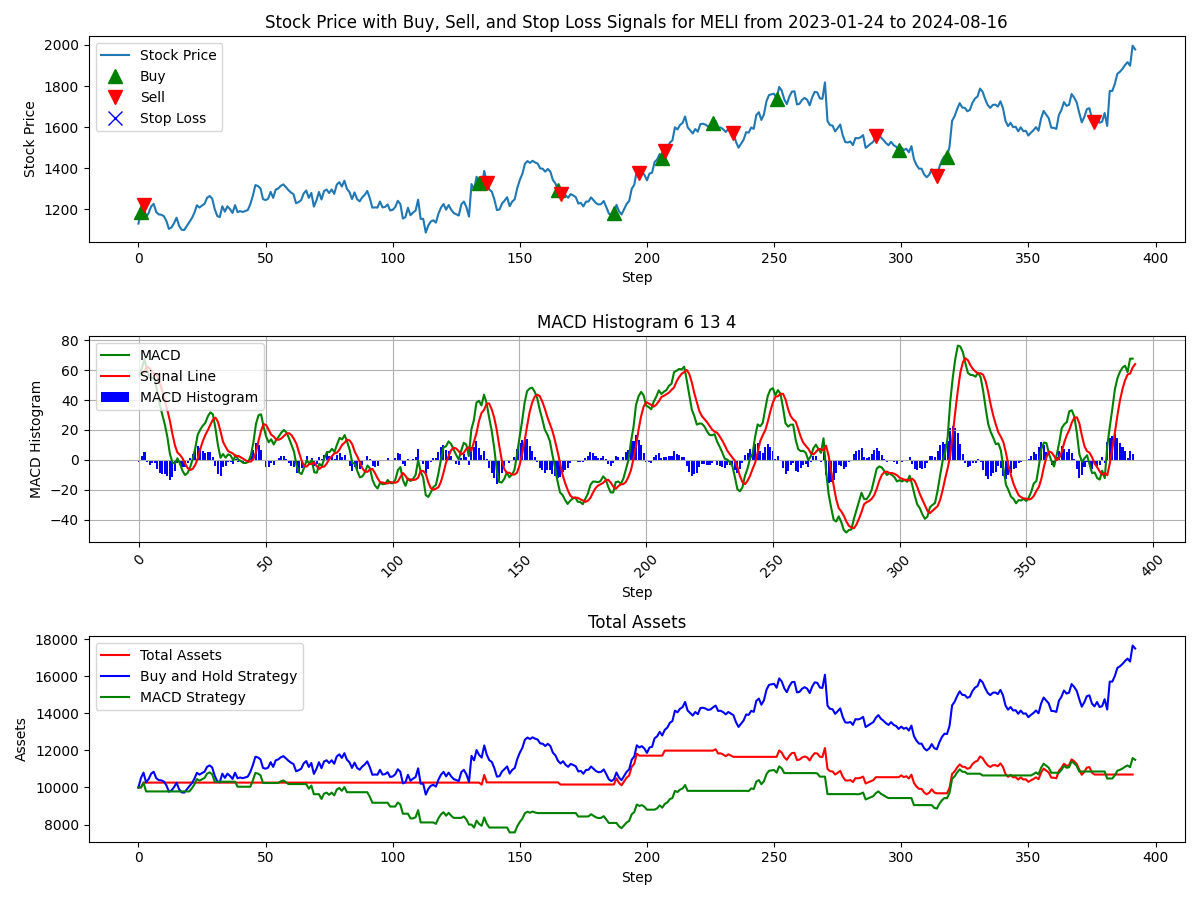 Stock Price with Buy, Sell, and Stop Loss Signals for MELI from 2023-01-24 to 2024-08-16
2000
1800
1600
1400
1200
Stock Price
Stock Price
Buy
Sell
Stop Loss
0 50 100 150 200 250 300 350 400
Step
MACD Histogram 6 13 4
80
60
40
20
0
−20
−40
MACD Histogram
MACD
Signal Line
MACD Histogram
0 50 100 150 200 250 300 350 400
Step
Total Assets
18000
16000
14000
12000
10000
8000
Assets
Total Assets
Buy and Hold Strategy
MACD Strategy
0 50 100 150 200 250 300 350 400
Step